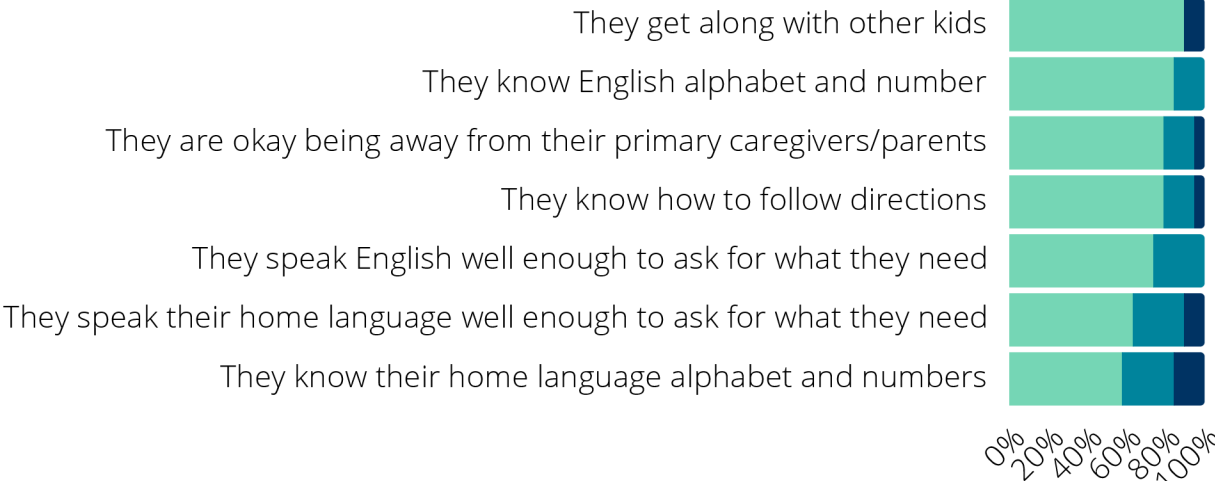 They get along with other kids
They know English alphabet and number
They are okay being away from their primary caregivers/parents
They know how to follow directions
They speak English well enough to ask for what they need
They speak their home language well enough to ask for what they need
They know their home language alphabet and numbers
0% 20% 40% 60% 80% 100%